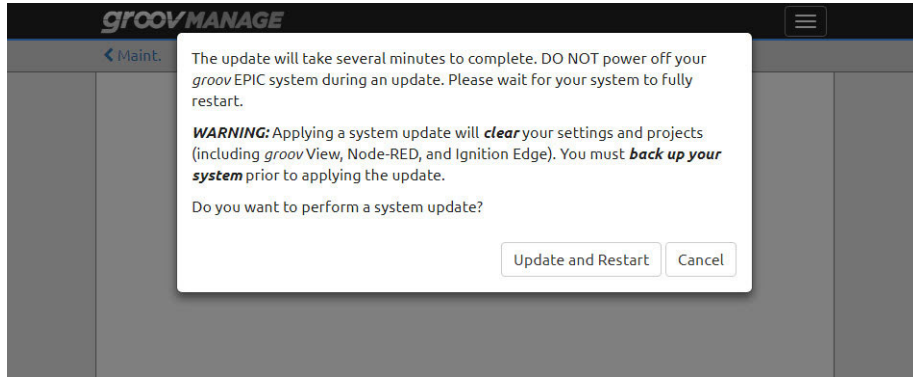 groov MANAGE
Maint.
The update will take several minutes to complete. DO NOT power off your
groov EPIC system during an update. Please wait for your system to fully
restart.
WARNING: Applying a system update will clear your settings and projects
(including groov View, Node-RED, and Ignition Edge). You must back up your
system prior to applying the update.
Do you want to perform a system update?
Update and Restart
Cancel